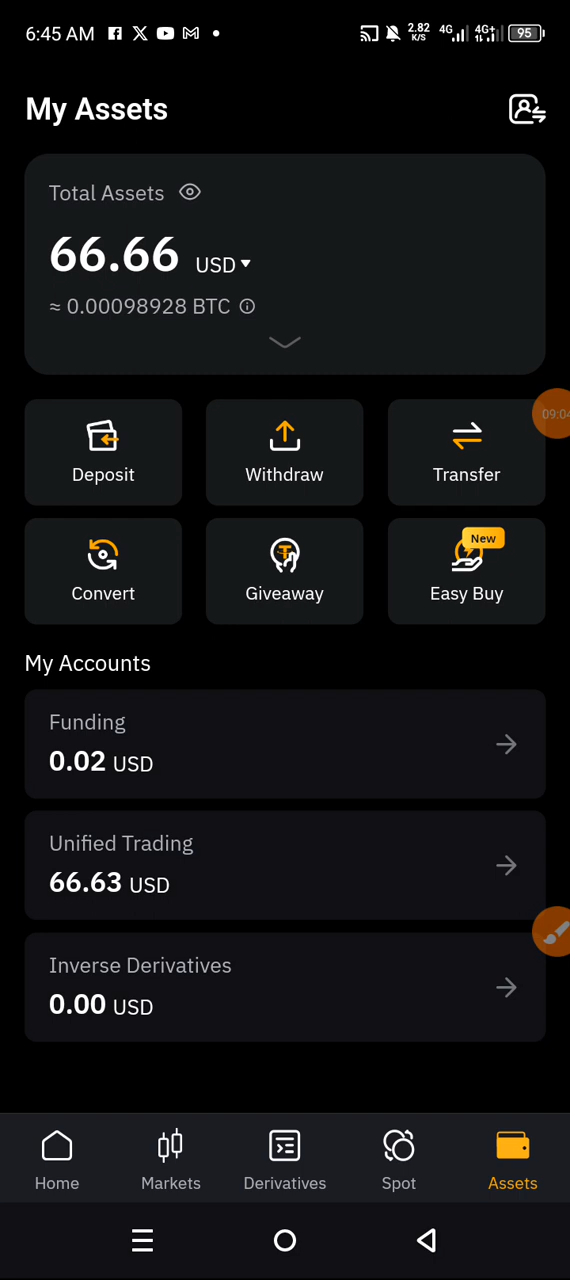 6:45 AM
2.82
K/S
4G
4G+
95
My Assets
Total Assets
66.66 USD
≈ 0.00098928 BTC
Deposit
Withdraw
Transfer
09:04
Convert
Giveaway
New
Easy Buy
My Accounts
Funding
0.02 USD
Unified Trading
66.63 USD
Inverse Derivatives
0.00 USD
Home
Markets
Derivatives
Spot
Assets